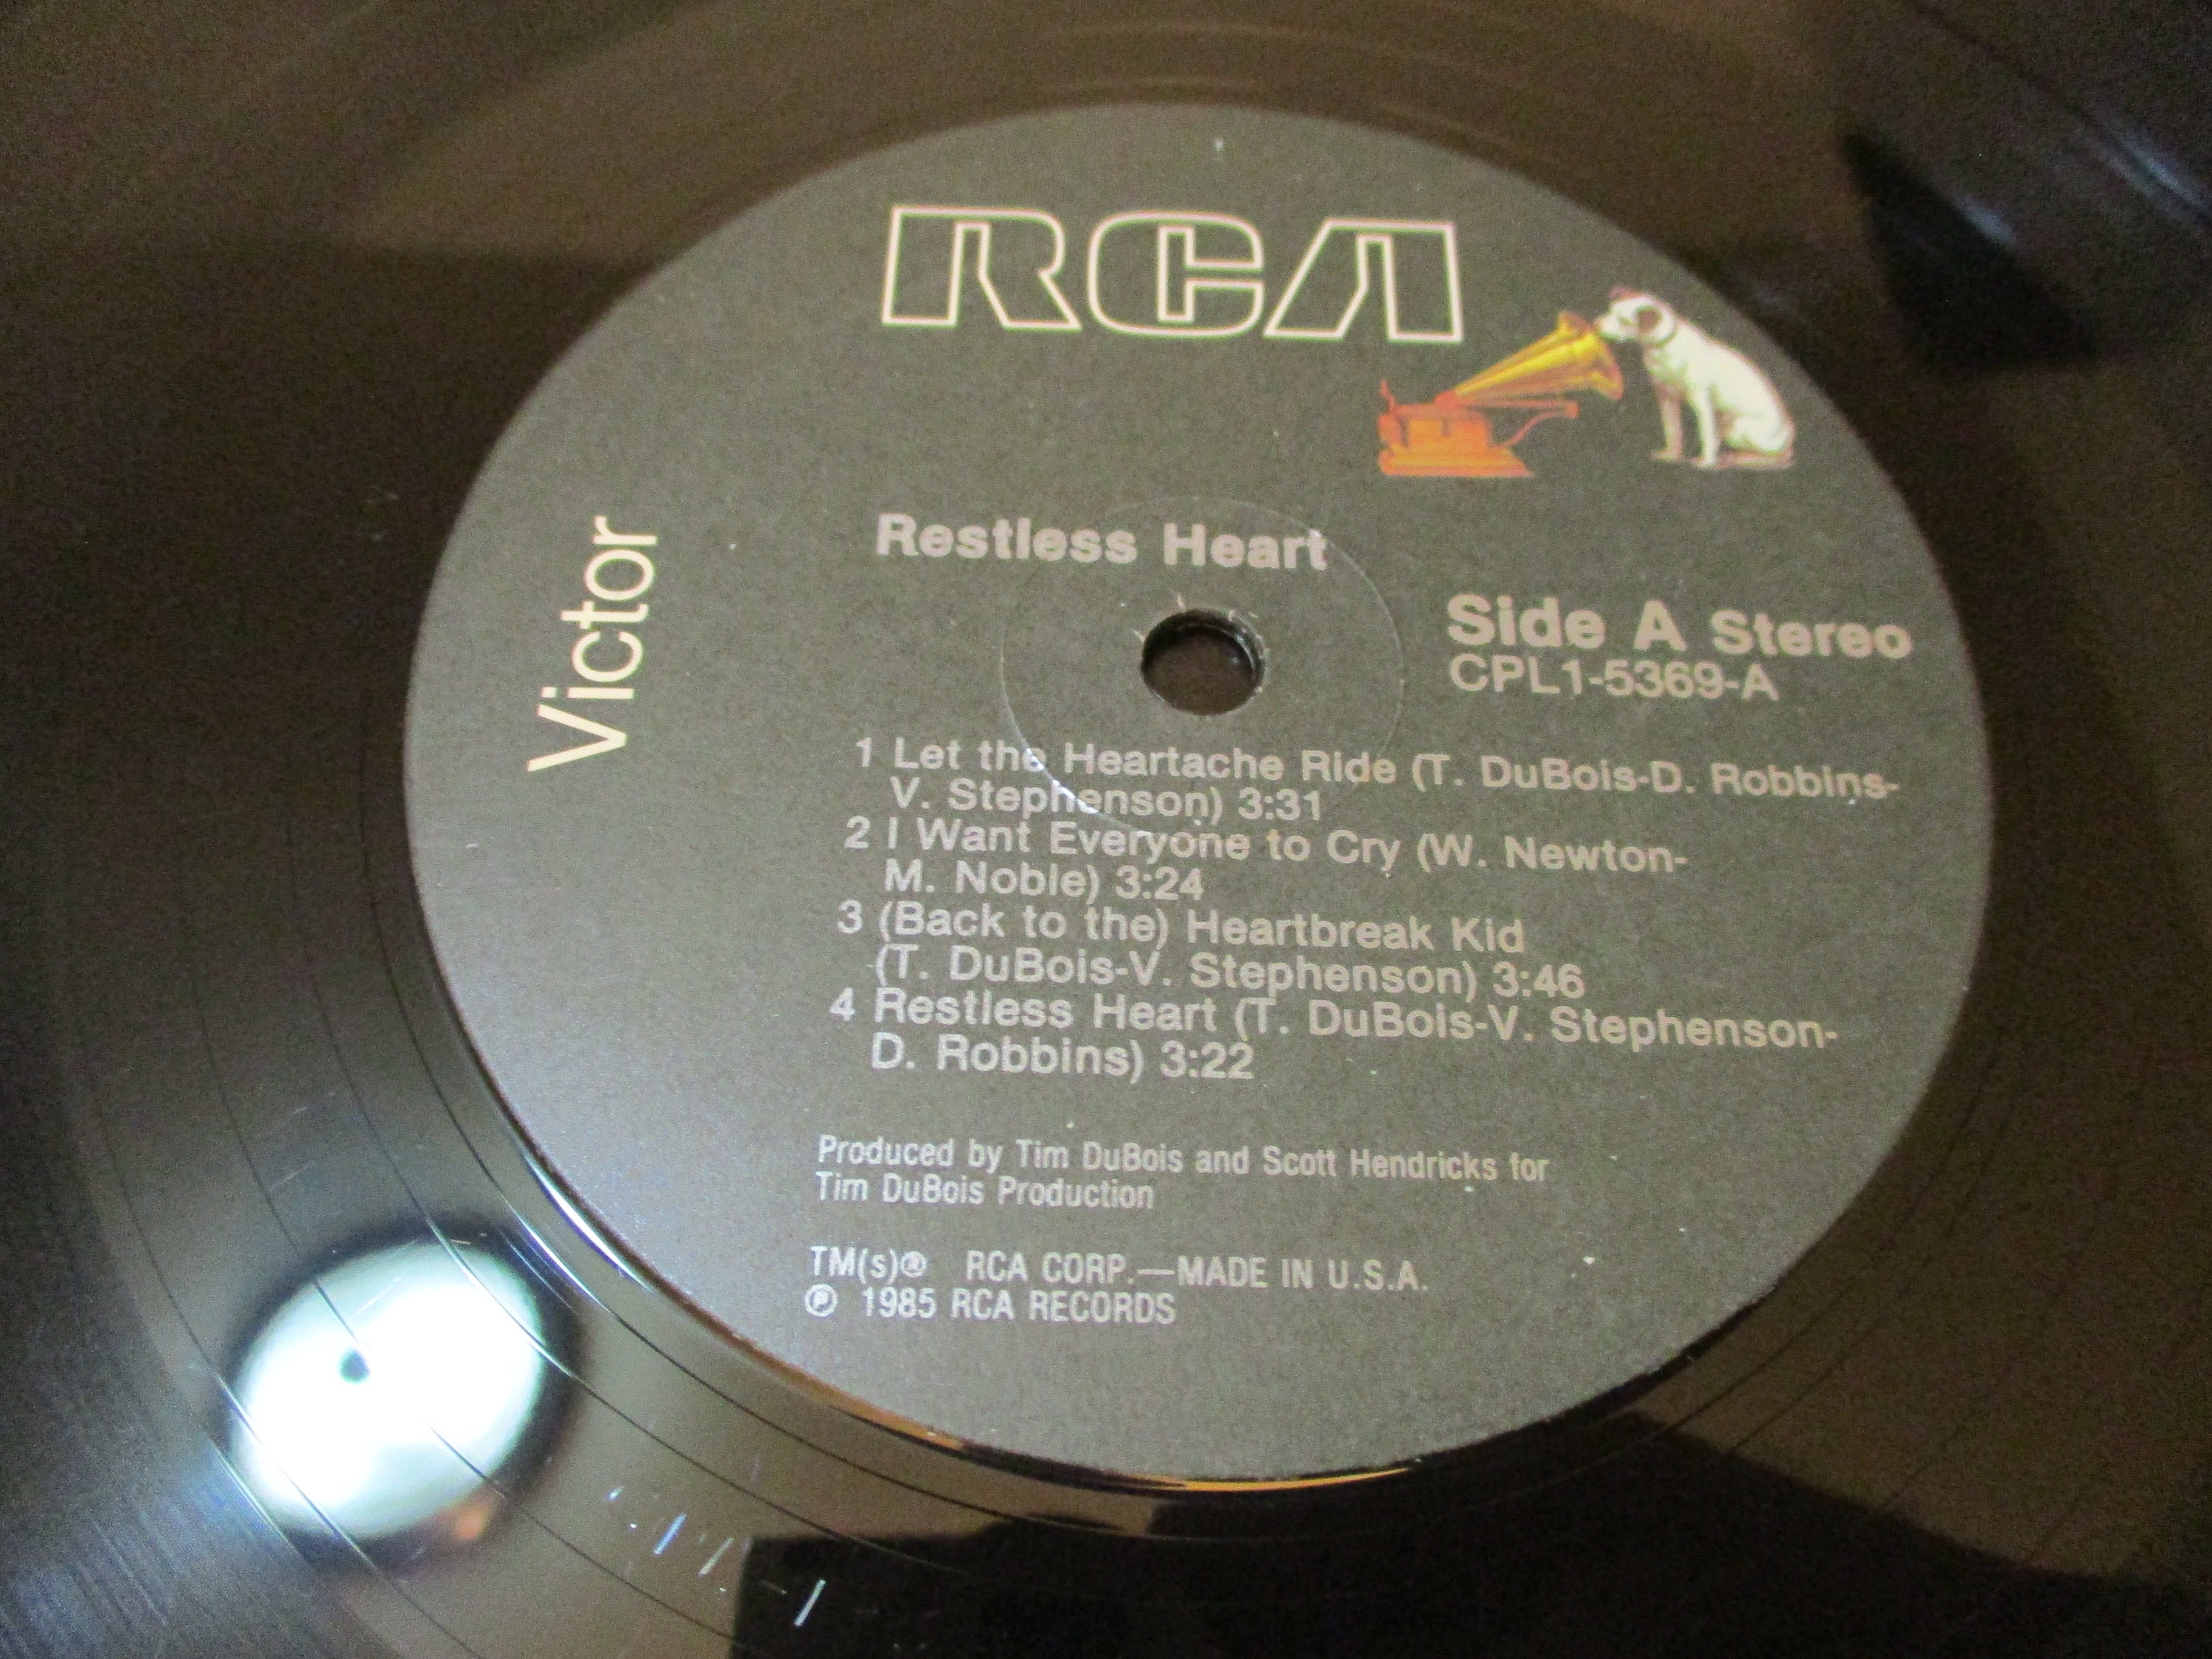 RCA
Victor
Restless Heart
Side A Stereo
CPL1-5369-A
1 Let the Heartache Ride (T. DuBois-D. Robbins-
V. Stephenson) 3:31
2 I Want Everyone to Cry (W. Newton-
M. Noble) 3:24
3 (Back to the) Heartbreak Kid
(T. DuBois-V. Stephenson) 3:46
4 Restless Heart (T. DuBois-V. Stephenson-
D. Robbins) 3:22
Produced by Tim DuBois and Scott Hendricks for
Tim DuBois Production
TM(s)® RCA CORP.—MADE IN U.S.A.
℗ 1985 RCA RECORDS